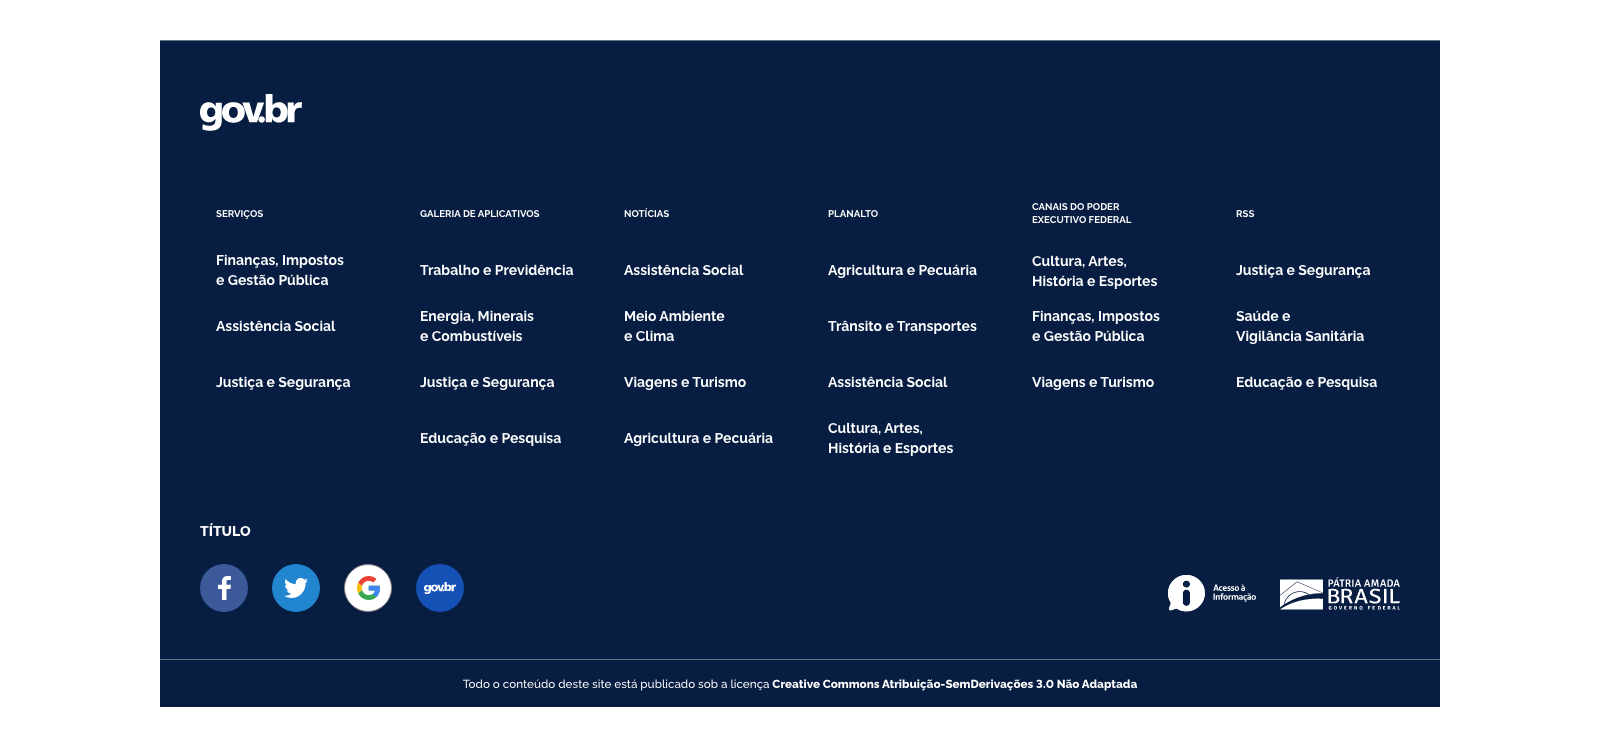 gov.br
SERVIÇOS
Finanças, Impostos
e Gestão Pública
Assistência Social
Justiça e Segurança
GALERIA DE APLICATIVOS
Trabalho e Previdência
Energia, Minerais
e Combustíveis
Justiça e Segurança
Educação e Pesquisa
NOTÍCIAS
Assistência Social
Meio Ambiente
e Clima
Viagens e Turismo
Agricultura e Pecuária
PLANALTO
Agricultura e Pecuária
Trânsito e Transportes
Assistência Social
Cultura, Artes,
História e Esportes
CANAIS DO PODER
EXECUTIVO FEDERAL
Cultura, Artes,
História e Esportes
Finanças, Impostos
e Gestão Pública
Viagens e Turismo
RSS
Justiça e Segurança
Saúde e
Vigilância Sanitária
Educação e Pesquisa
TÍTULO
gov.br
Acesso à
Informação
PÁTRIA AMADA
BRASIL
GOVERNO FEDERAL
Todo o conteúdo deste site está publicado sob a licença Creative Commons Atribuição-SemDerivações 3.0 Não Adaptada